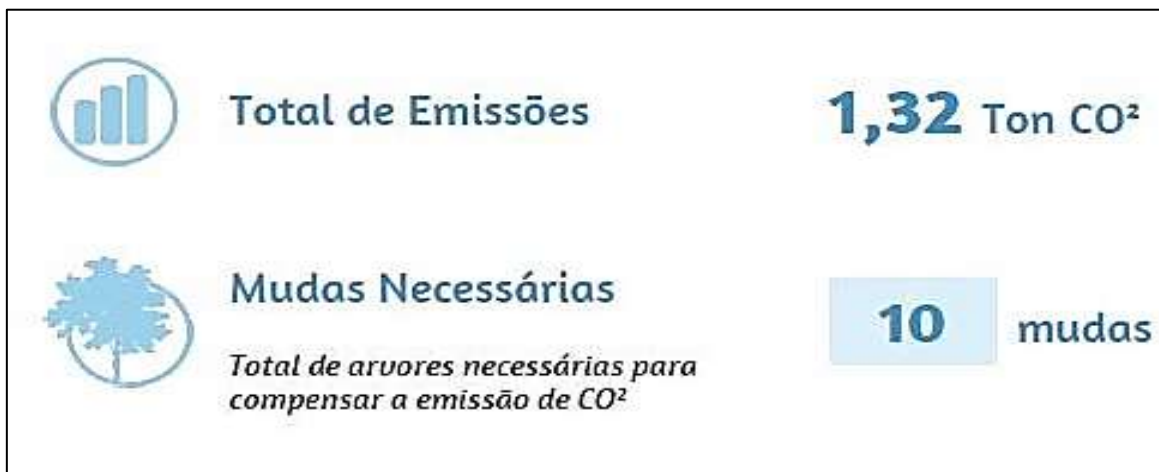 Total de Emissões
1,32 Ton CO²
Mudas Necessárias
10 mudas
Total de arvores necessárias para
compensar a emissão de CO²